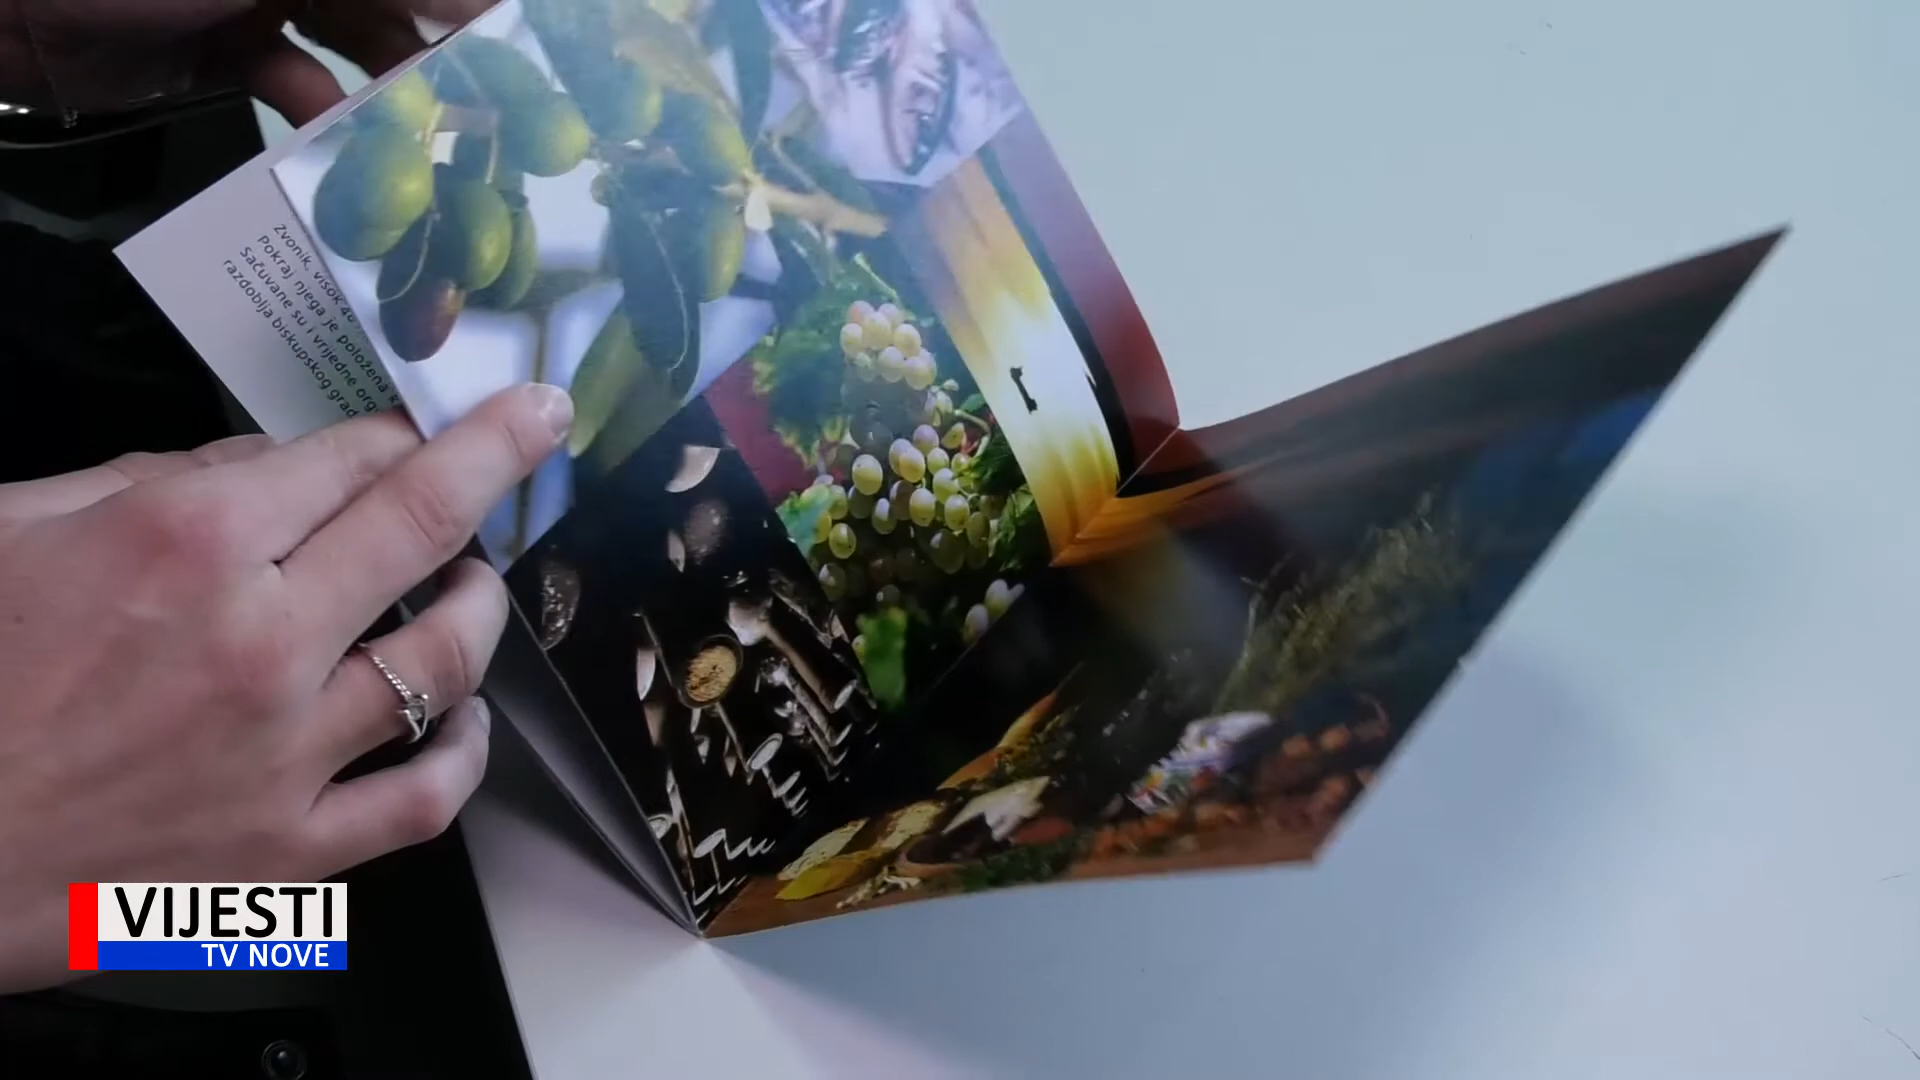 Zvonik, visok
Pokraj njega je položena
Sačuvane su i vrijedne
razdoblja biskupskog grad
VIJESTI
TV NOVE